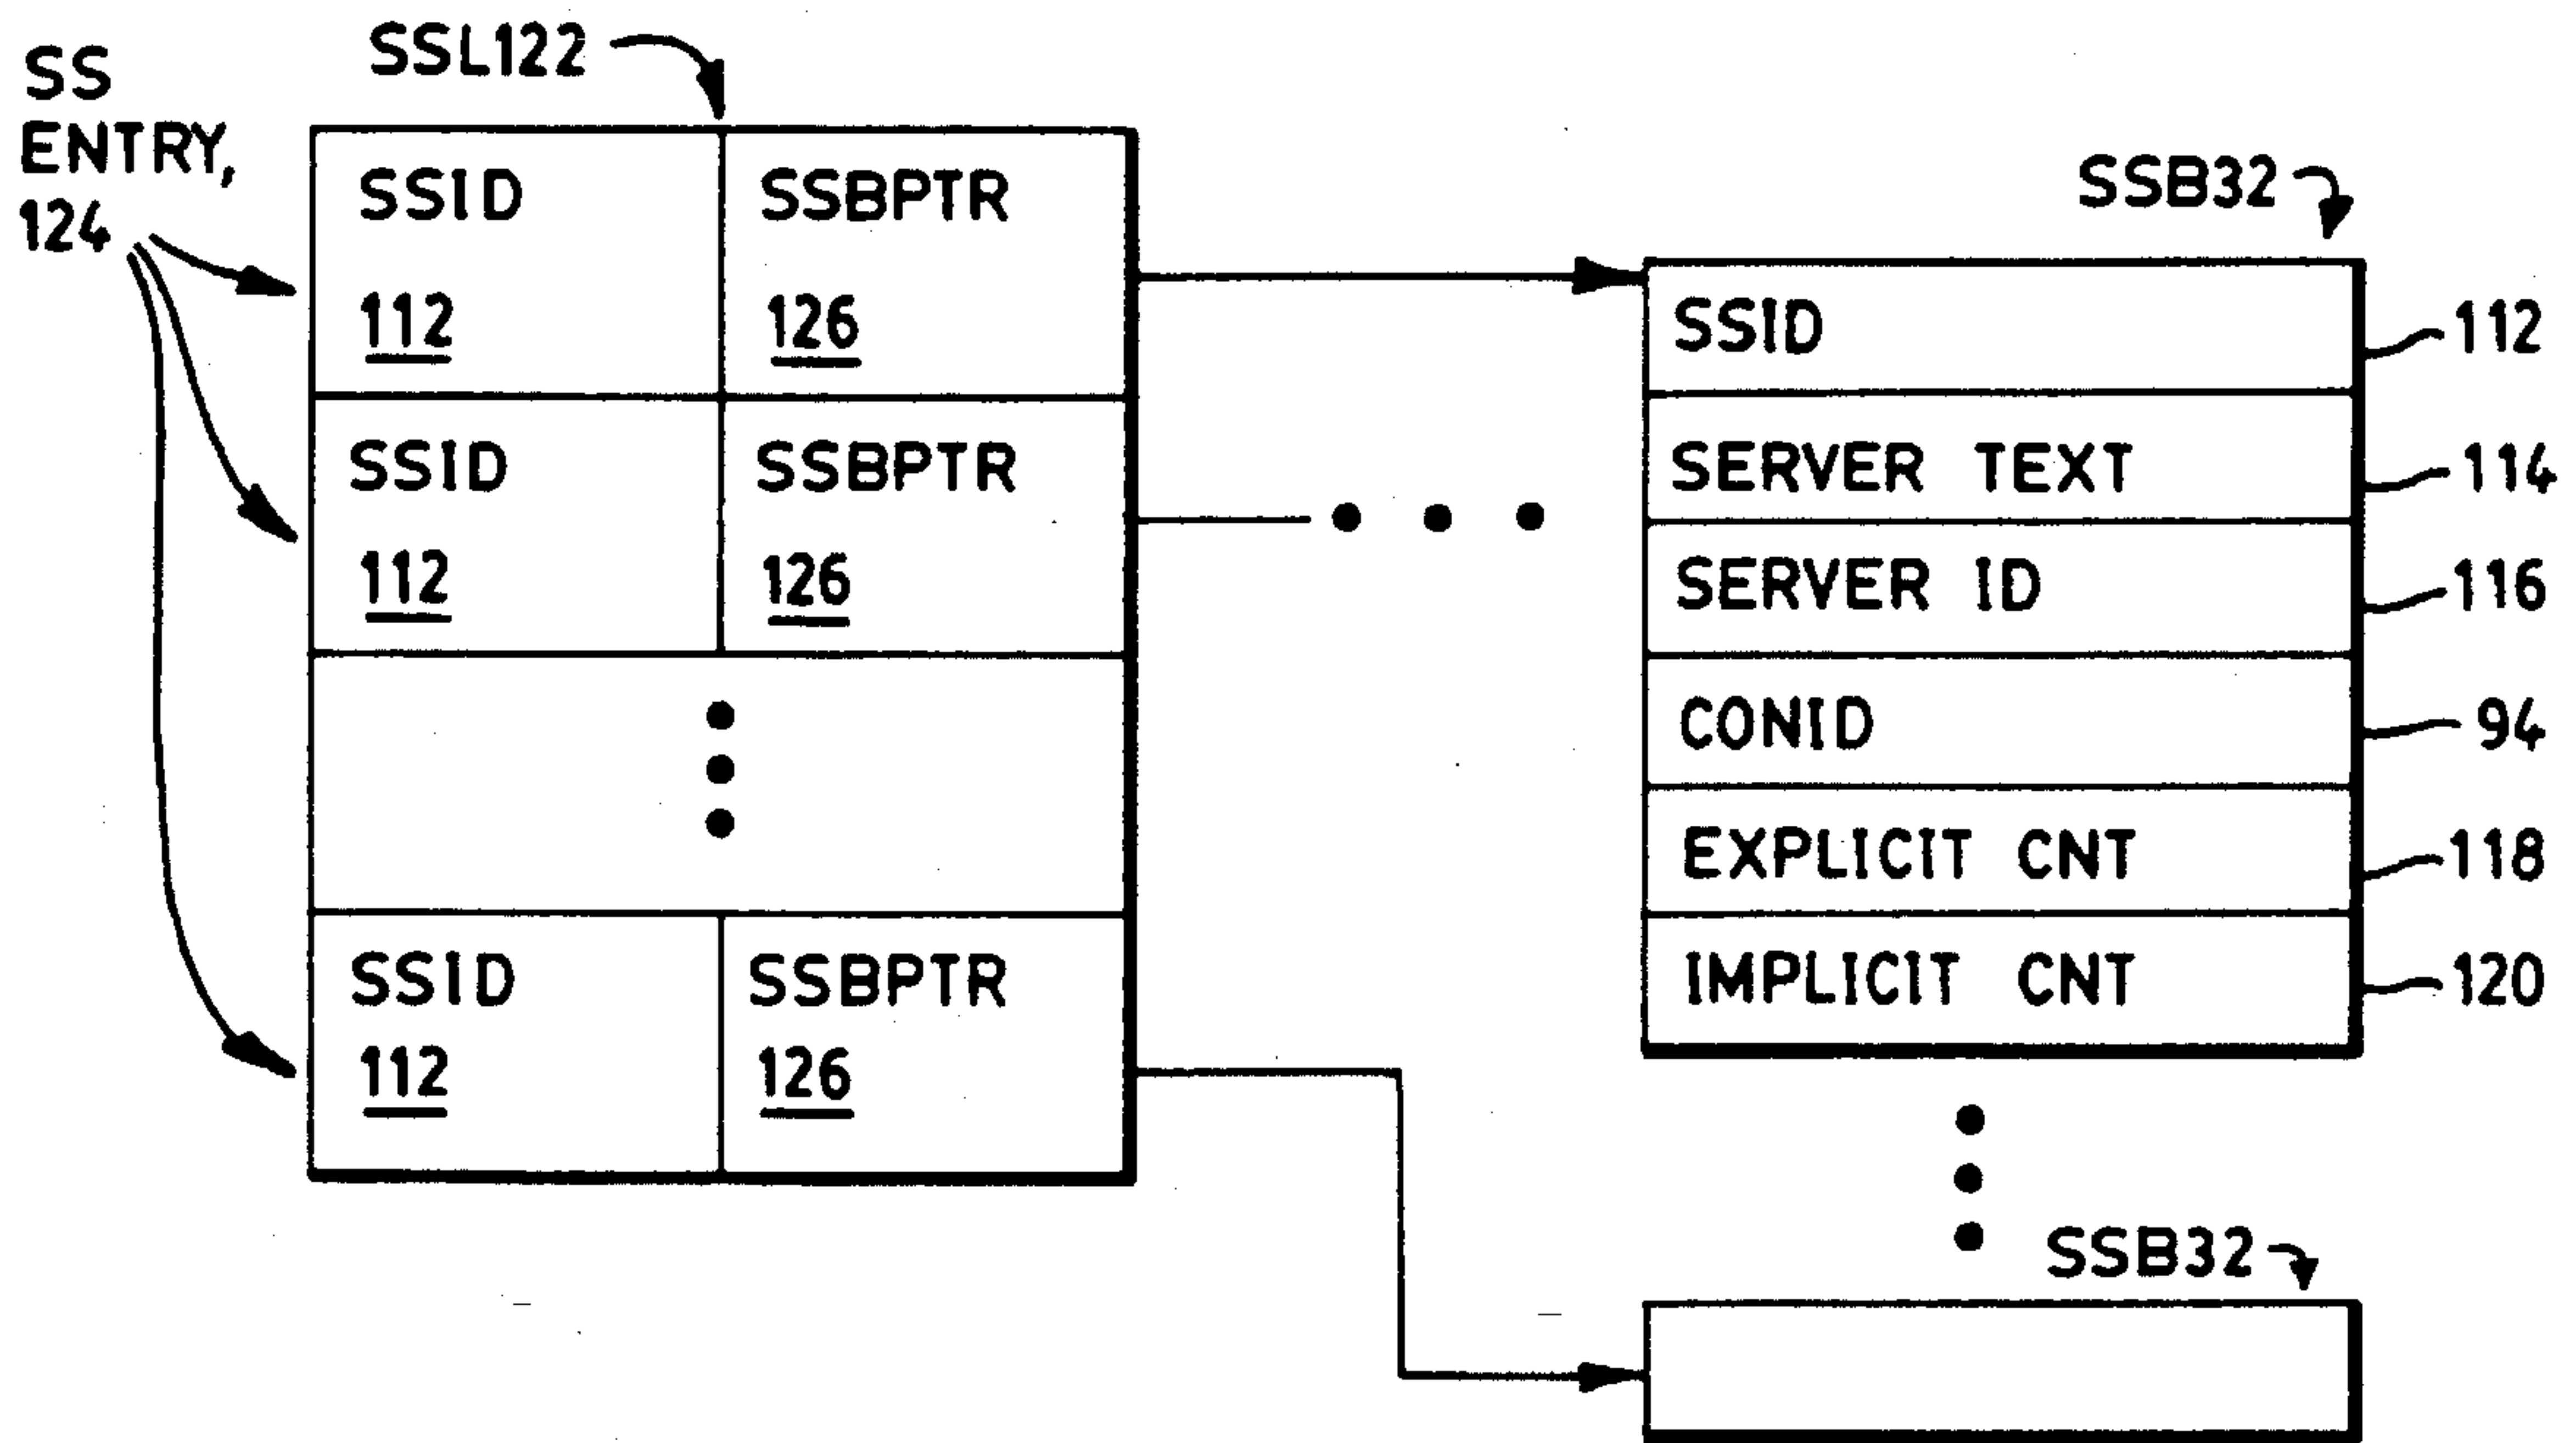 SS
ENTRY,
124
SSL122
SSID
112
SSBPTR
126
SSID
112
SSBPTR
126
SSID
112
SSBPTR
126
SSB32
SSID
112
SERVER TEXT
114
SERVER ID
116
CONID
94
EXPLICIT CNT
118
IMPLICIT CNT
120
SSB32